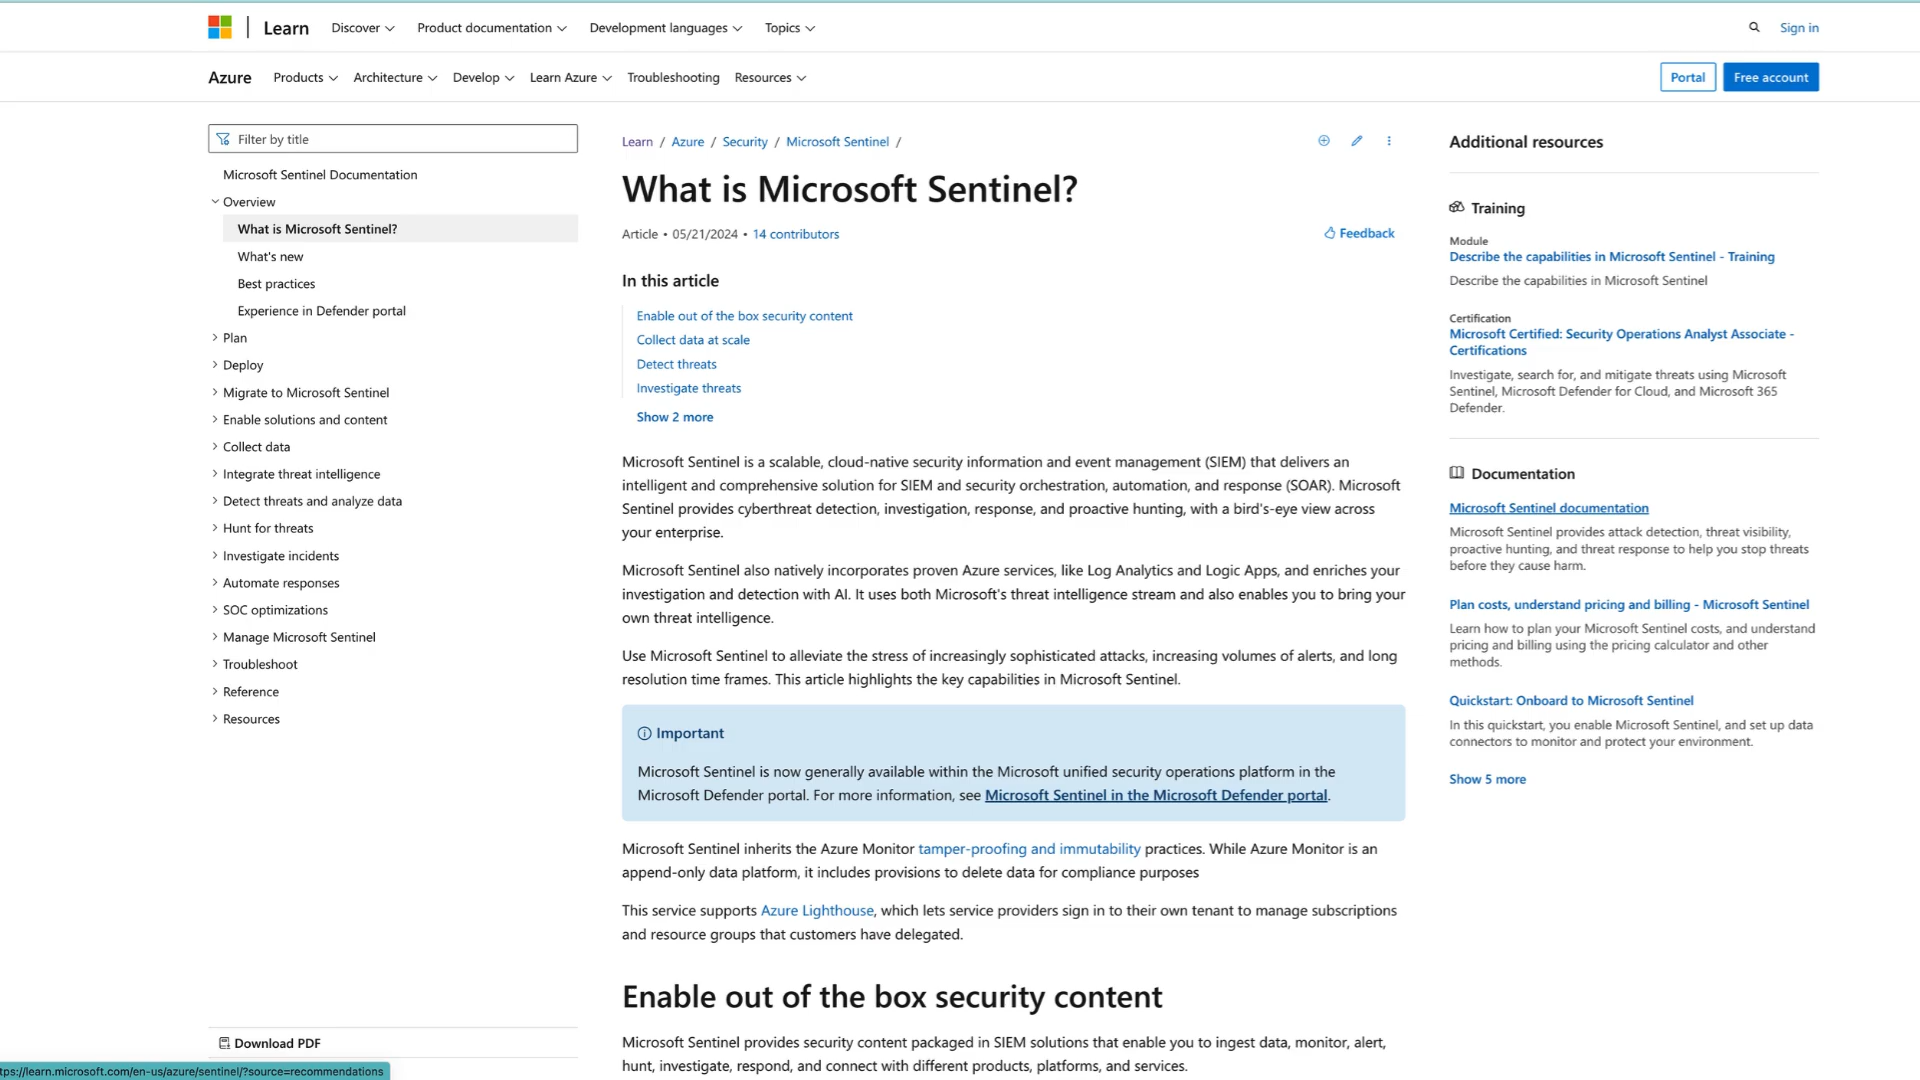 Learn
Discover
Product documentation
Development languages
Topics
Sign in
Azure
Products
Architecture
Develop
Learn Azure
Troubleshooting
Resources
Portal
Free account
Filter by title
Microsoft Sentinel Documentation
Overview
What is Microsoft Sentinel?
What's new
Best practices
Experience in Defender portal
Plan
Deploy
Migrate to Microsoft Sentinel
Enable solutions and content
Collect data
Integrate threat intelligence
Detect threats and analyze data
Hunt for threats
Investigate incidents
Automate responses
SOC optimizations
Manage Microsoft Sentinel
Troubleshoot
Reference
Resources
Download PDF
Learn / Azure / Security / Microsoft Sentinel /
What is Microsoft Sentinel?
Article • 05/21/2024 • 14 contributors
Feedback
In this article
Enable out of the box security content
Collect data at scale
Detect threats
Investigate threats
Show 2 more
Microsoft Sentinel is a scalable, cloud-native security information and event management (SIEM) that delivers an
intelligent and comprehensive solution for SIEM and security orchestration, automation, and response (SOAR). Microsoft
Sentinel provides cyberthreat detection, investigation, response, and proactive hunting, with a bird's-eye view across
your enterprise.
Microsoft Sentinel also natively incorporates proven Azure services, like Log Analytics and Logic Apps, and enriches your
investigation and detection with AI. It uses both Microsoft's threat intelligence stream and also enables you to bring your
own threat intelligence.
Use Microsoft Sentinel to alleviate the stress of increasingly sophisticated attacks, increasing volumes of alerts, and long
resolution time frames. This article highlights the key capabilities in Microsoft Sentinel.
Important
Microsoft Sentinel is now generally available within the Microsoft unified security operations platform in the
Microsoft Defender portal. For more information, see Microsoft Sentinel in the Microsoft Defender portal.
Microsoft Sentinel inherits the Azure Monitor tamper-proofing and immutability practices. While Azure Monitor is an
append-only data platform, it includes provisions to delete data for compliance purposes
This service supports Azure Lighthouse, which lets service providers sign in to their own tenant to manage subscriptions
and resource groups that customers have delegated.
Enable out of the box security content
Microsoft Sentinel provides security content packaged in SIEM solutions that enable you to ingest data, monitor, alert,
hunt, investigate, respond, and connect with different products, platforms, and services.
Additional resources
Training
Module
Describe the capabilities in Microsoft Sentinel - Training
Describe the capabilities in Microsoft Sentinel
Certification
Microsoft Certified: Security Operations Analyst Associate -
Certifications
Investigate, search for, and mitigate threats using Microsoft
Sentinel, Microsoft Defender for Cloud, and Microsoft 365
Defender.
Documentation
Microsoft Sentinel documentation
Microsoft Sentinel provides attack detection, threat visibility,
proactive hunting, and threat response to help you stop threats
before they cause harm.
Plan costs, understand pricing and billing - Microsoft Sentinel
Learn how to plan your Microsoft Sentinel costs, and understand
pricing and billing using the pricing calculator and other
methods.
Quickstart: Onboard to Microsoft Sentinel
In this quickstart, you enable Microsoft Sentinel, and set up data
connectors to monitor and protect your environment.
Show 5 more
tps://learn.microsoft.com/en-us/azure/sentinel/?source=recommendations